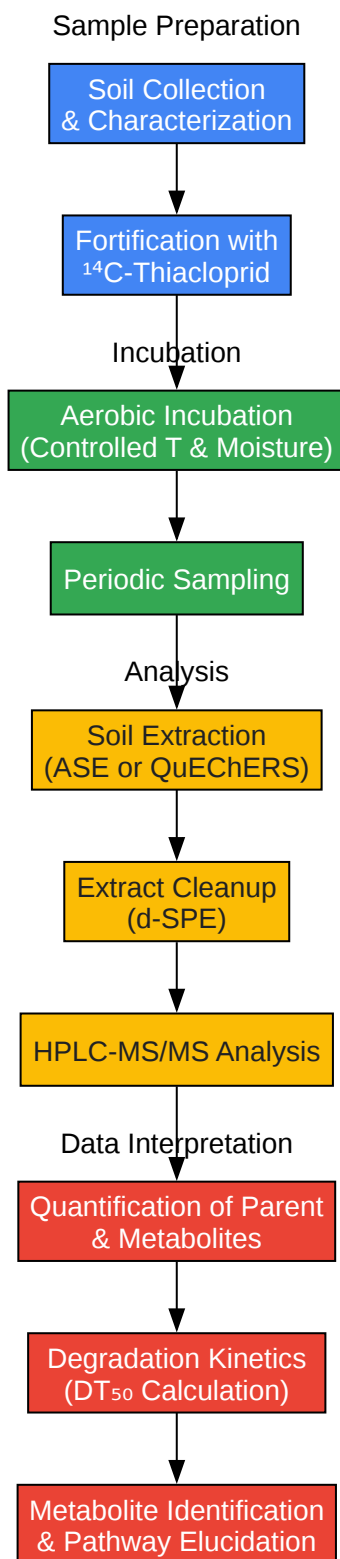 Sample Preparation
Soil Collection
& Characterization
Fortification with
¹⁴C-Thiacloprid
Incubation
Aerobic Incubation
(Controlled T & Moisture)
Periodic Sampling
Analysis
Soil Extraction
(ASE or QuEChERS)
Extract Cleanup
(d-SPE)
HPLC-MS/MS Analysis
Data Interpretation
Quantification of Parent
& Metabolites
Degradation Kinetics
(DT₅₀ Calculation)
Metabolite Identification
& Pathway Elucidation